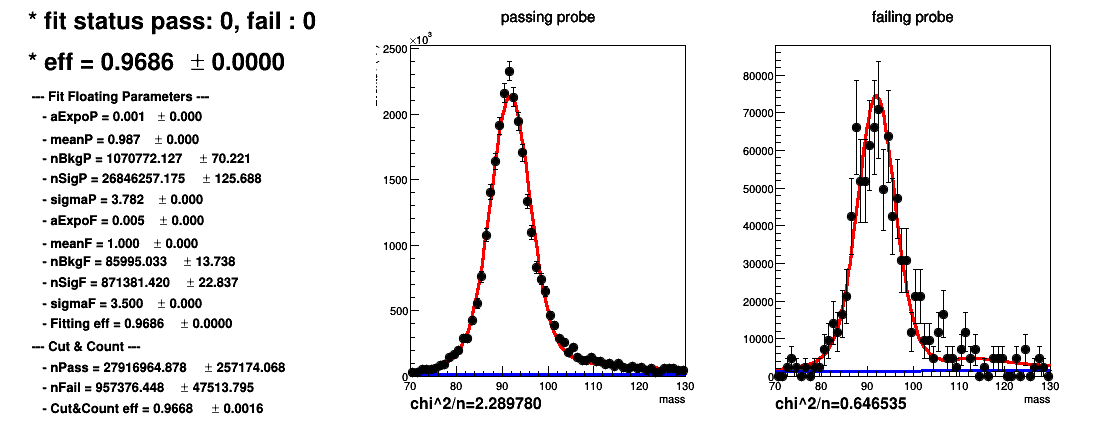 * fit status pass: 0, fail : 0
* eff = 0.9686 ± 0.0000
--- Fit Floating Parameters ---
- aExpoP = 0.001 ± 0.000
- meanP = 0.987 ± 0.000
- nBkgP = 1070772.127 ± 70.221
- nSigP = 26846257.175 ± 125.688
- sigmaP = 3.782 ± 0.000
- aExpoF = 0.005 ± 0.000
- meanF = 1.000 ± 0.000
- nBkgF = 85995.033 ± 13.738
- nSigF = 871381.420 ± 22.837
- sigmaF = 3.500 ± 0.000
- Fitting eff = 0.9686 ± 0.0000
--- Cut & Count ---
- nPass = 27916964.878 ± 257174.068
- nFail = 957376.448 ± 47513.795
- Cut&Count eff = 0.9668 ± 0.0016
passing probe
×10³
2500
2000
1500
1000
500
0
70 80 90 100 110 120 130
mass
chi^2/n=2.289780
failing probe
80000
70000
60000
50000
40000
30000
20000
10000
0
70 80 90 100 110 120 130
mass
chi^2/n=0.646535